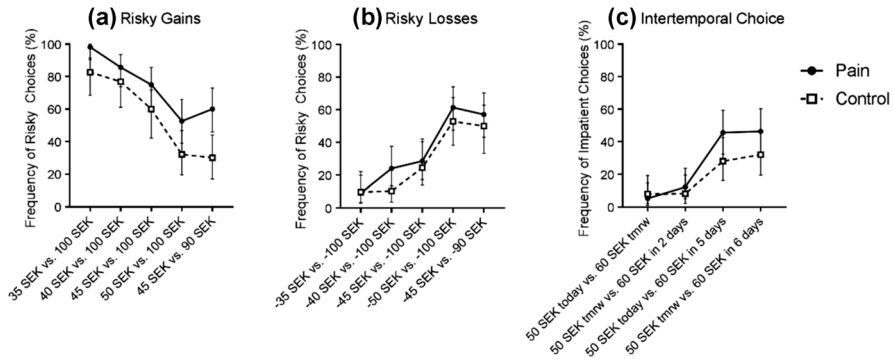 (a) Risky Gains
Frequency of Risky Choices (%)
100
80
60
40
20
0
35 SEK vs. 100 SEK
40 SEK vs. 100 SEK
45 SEK vs. 100 SEK
50 SEK vs. 100 SEK
45 SEK vs. 90 SEK
(b) Risky Losses
Frequency of Risky Choices (%)
100
80
60
40
20
0
-35 SEK vs. -100 SEK
-40 SEK vs. -100 SEK
-45 SEK vs. -100 SEK
-50 SEK vs. -100 SEK
-45 SEK vs. -90 SEK
(c) Intertemporal Choice
Frequency of Impatient Choices (%)
100
80
60
40
20
0
50 SEK today vs. 60 SEK tmrw
50 SEK tmrw vs. 60 SEK in 2 days
50 SEK today vs. 60 SEK in 5 days
50 SEK tmrw vs. 60 SEK in 6 days
Pain
Control